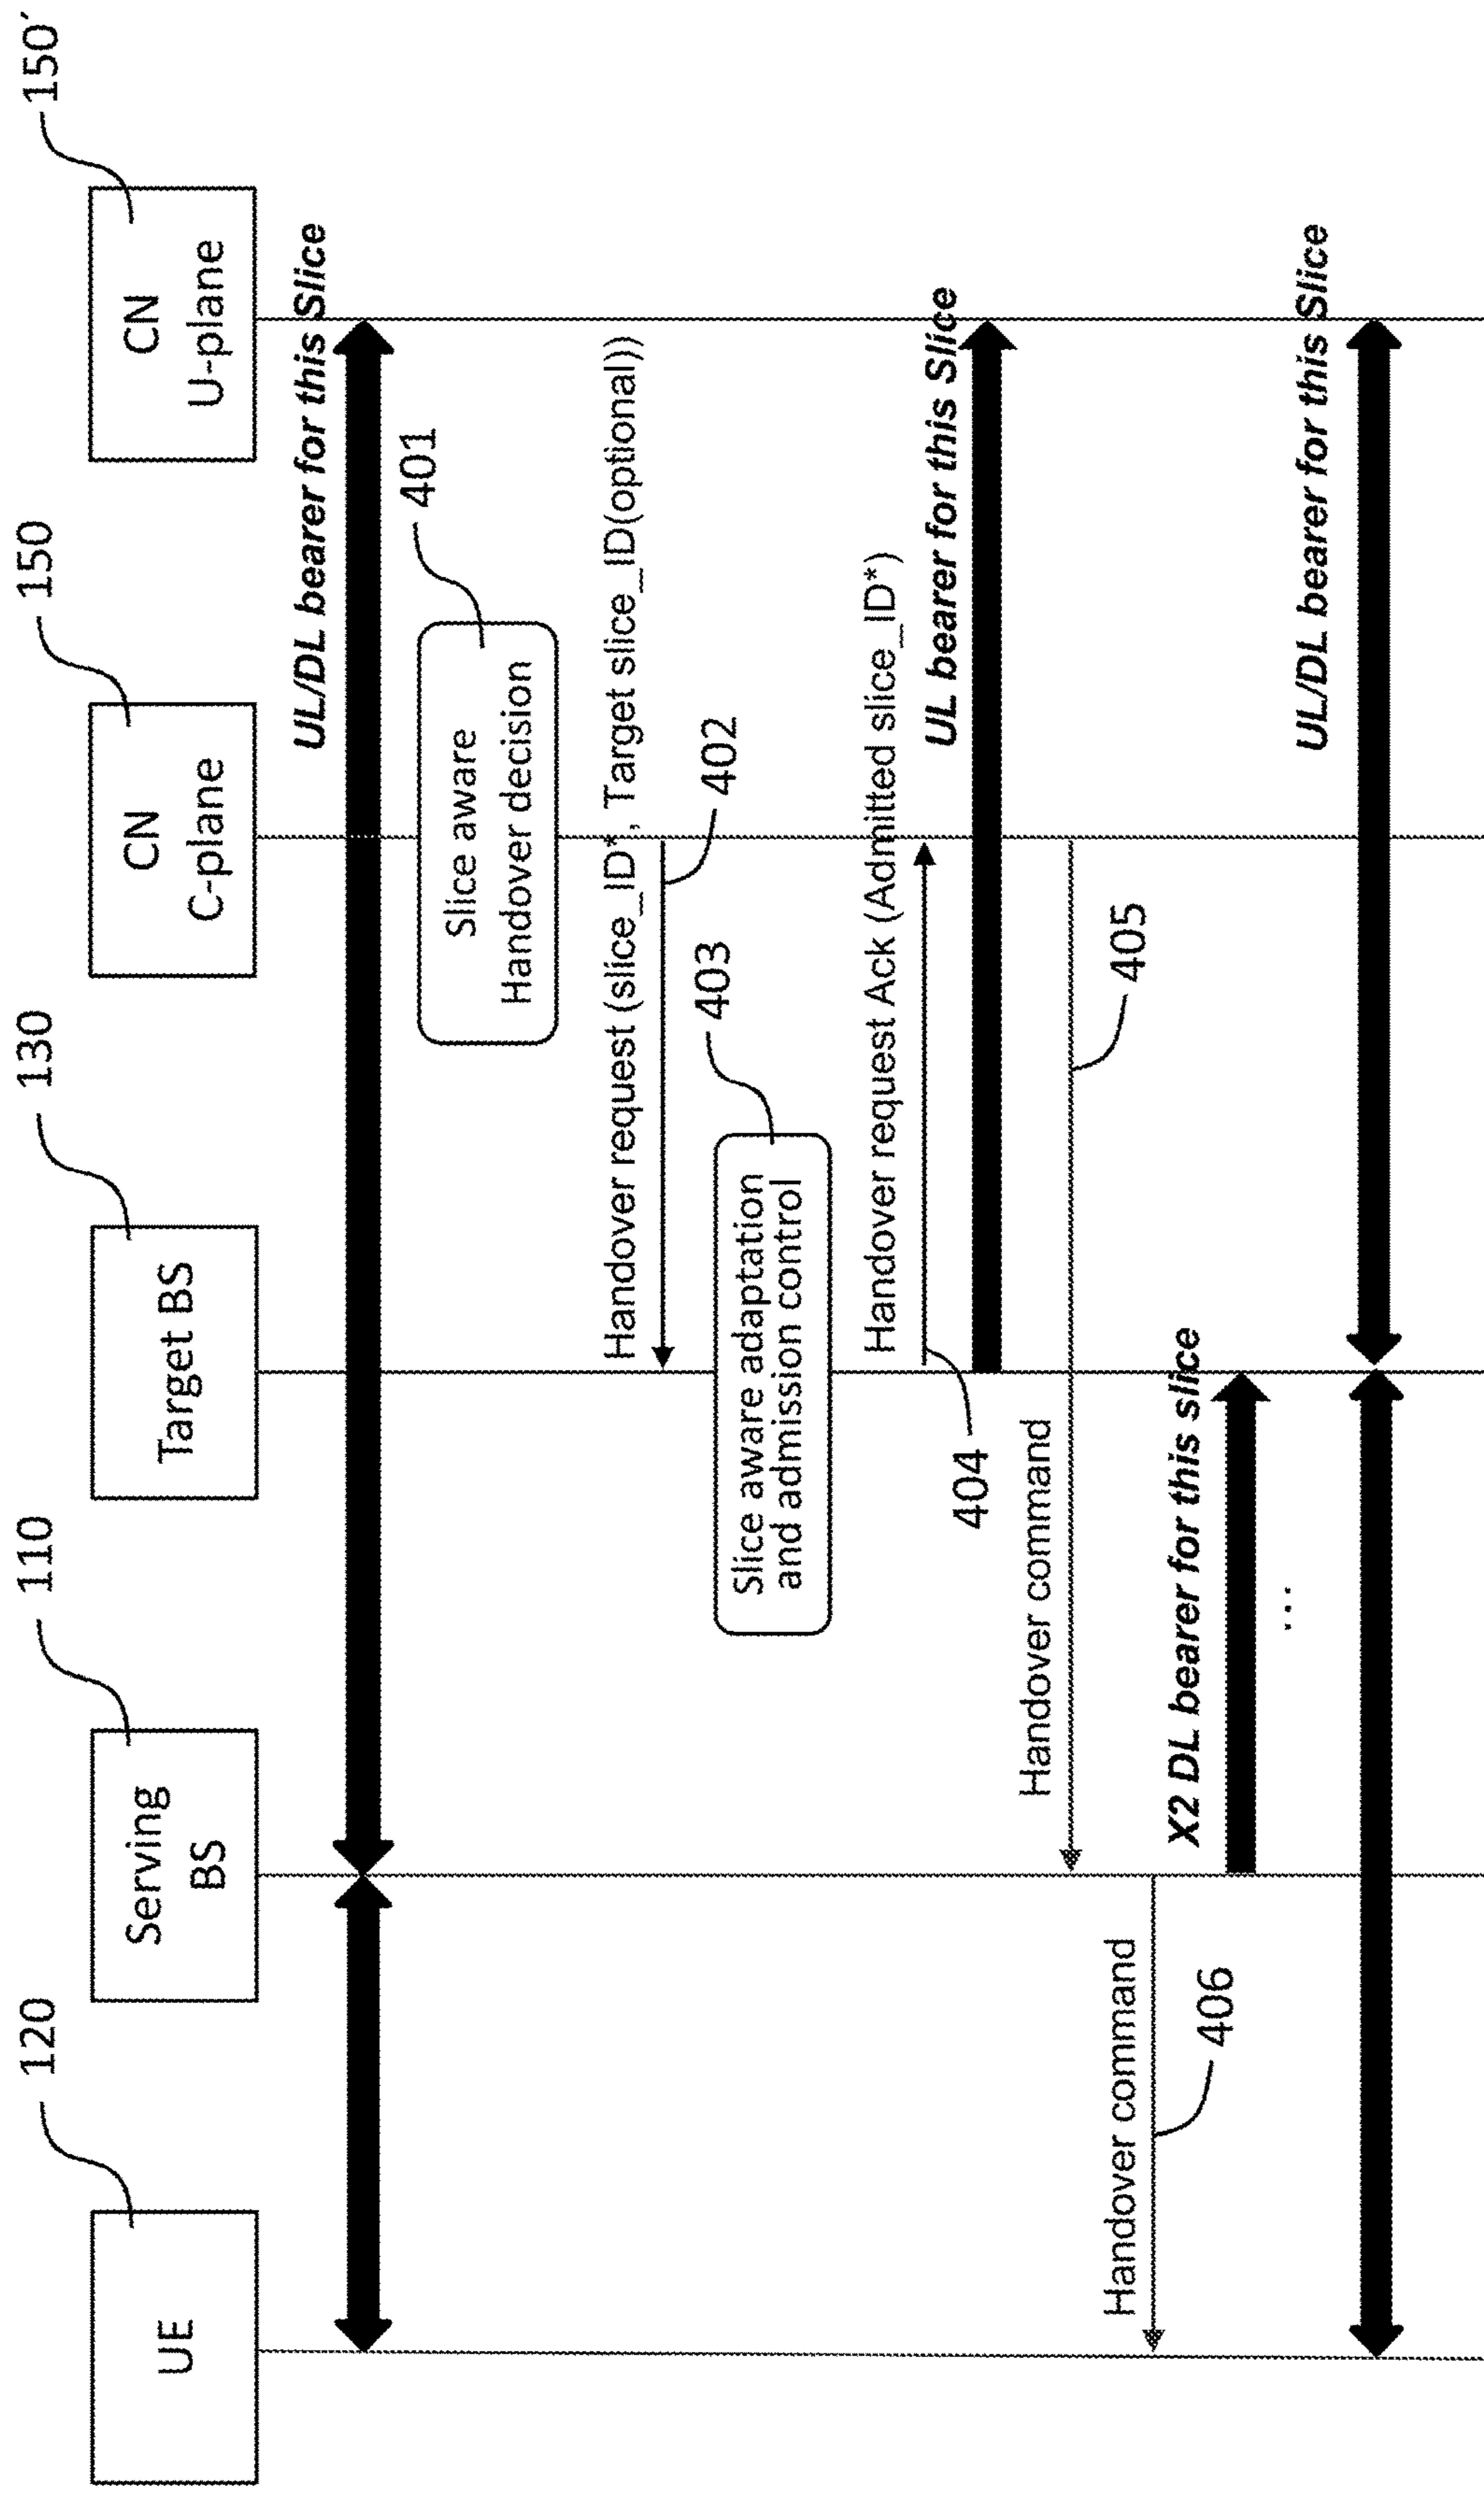 120
110
130
150
150′
UE
Serving
BS
Target BS
CN
C-plane
CN
U-plane
UL/DL bearer for this Slice
401
Slice aware
Handover decision
Handover request (slice_ID*, Target slice_ID(optional))
402
403
Slice aware adaptation
and admission control
Handover request Ack (Admitted slice_ID*)
404
UL bearer for this Slice
Handover command
405
Handover command
406
X2 DL bearer for this slice
...
UL/DL bearer for this Slice